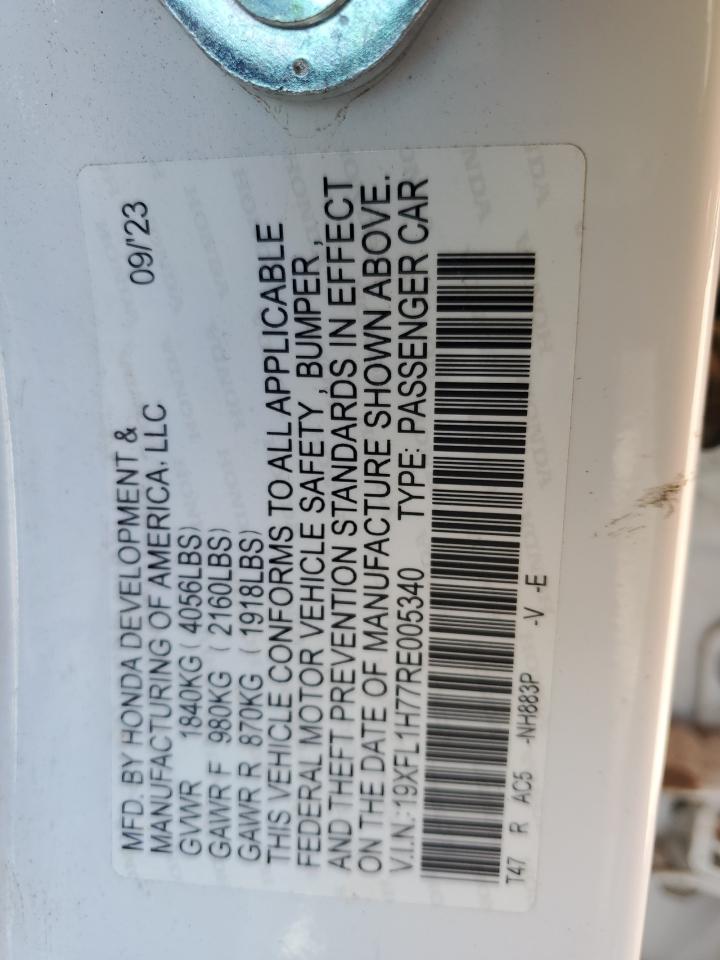 MFD. BY HONDA DEVELOPMENT & 09/'23
MANUFACTURING OF AMERICA, LLC
GVWR 1840KG ( 4056LBS)
GAWR F 980KG ( 2160LBS)
GAWR R 870KG ( 1918LBS)
THIS VEHICLE CONFORMS TO ALL APPLICABLE
FEDERAL MOTOR VEHICLE SAFETY , BUMPER ,
AND THEFT PREVENTION STANDARDS IN EFFECT
ON THE DATE OF MANUFACTURE SHOWN ABOVE.
V.I.N.: 19XFL1H77RE005340 TYPE: PASSENGER CAR
T47 R AC5 -NH883P -V -E